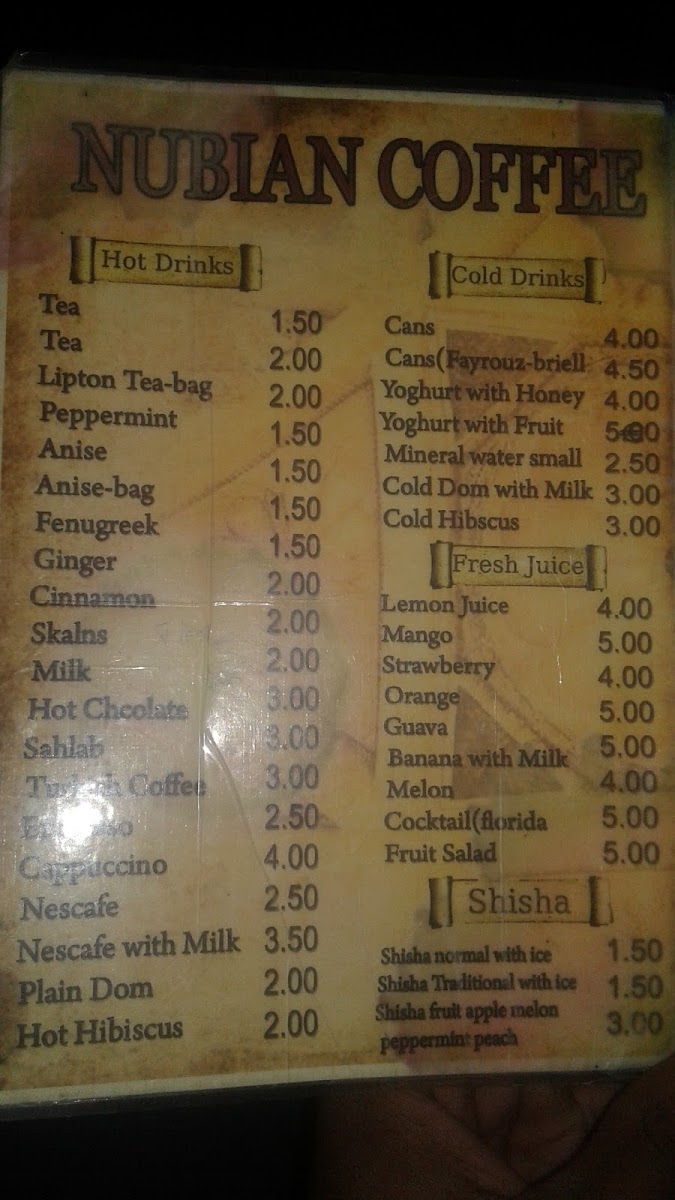 NUBIAN COFFEE
Hot Drinks
Tea
Tea 1.50
Lipton Tea-bag 2.00
Peppermint 2.00
Anise 1.50
Anise-bag 1.50
Fenugreek 1.50
Ginger 1.50
Cinnamon 2.00
Skalns 2.00
Milk 2.00
Hot Chcolate 3.00
Sahlab 3.00
Turkish Coffee 3.00
2.50
Cappuccino 4.00
Nescafe 2.50
Nescafe with Milk 3.50
Plain Dom 2.00
Hot Hibiscus 2.00
Cold Drinks
Cans 4.00
Cans(Fayrouz-briell 4.50
Yoghurt with Honey 4.00
Yoghurt with Fruit
Mineral water small 2.50
Cold Dom with Milk 3.00
Cold Hibscus 3.00
Fresh Juice
Lemon Juice 4.00
Mango 5.00
Strawberry 4.00
Orange 5.00
Guava 5.00
Banana with Milk 4.00
Melon
Cocktail(florida 5.00
Fruit Salad 5.00
Shisha
Shisha normal with ice 1.50
Shisha Traditional with ice 1.50
Shisha fruit apple melon 3.00
peppermint peach